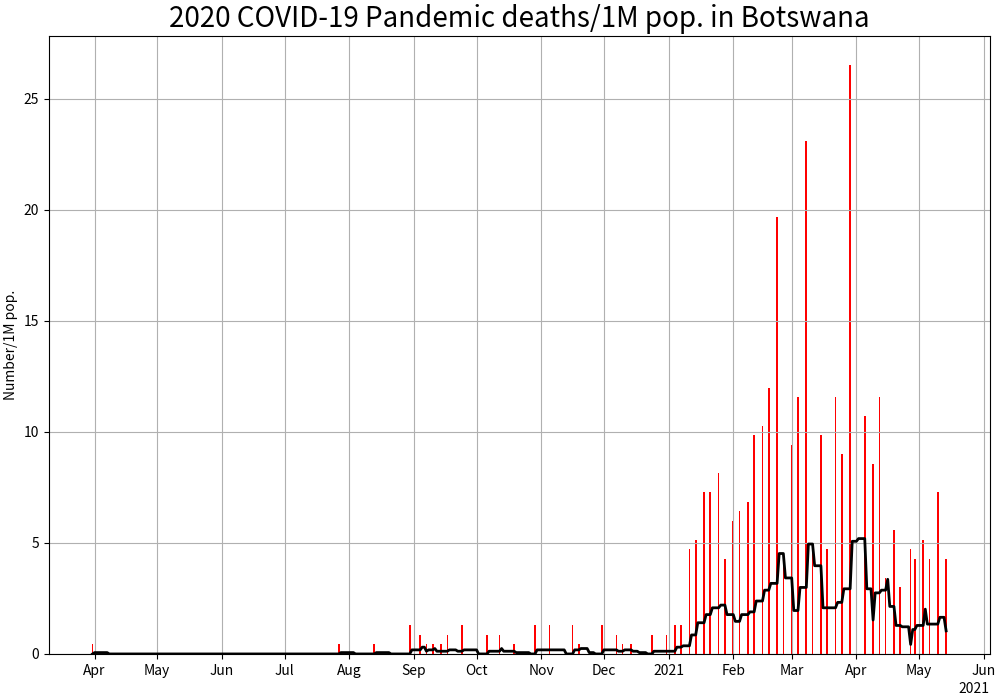 2020 COVID-19 Pandemic deaths/1M pop. in Botswana
Number/1M pop.
25
20
15
10
5
0
Apr May Jun Jul Aug Sep Oct Nov Dec 2021 Feb Mar Apr May Jun
2021